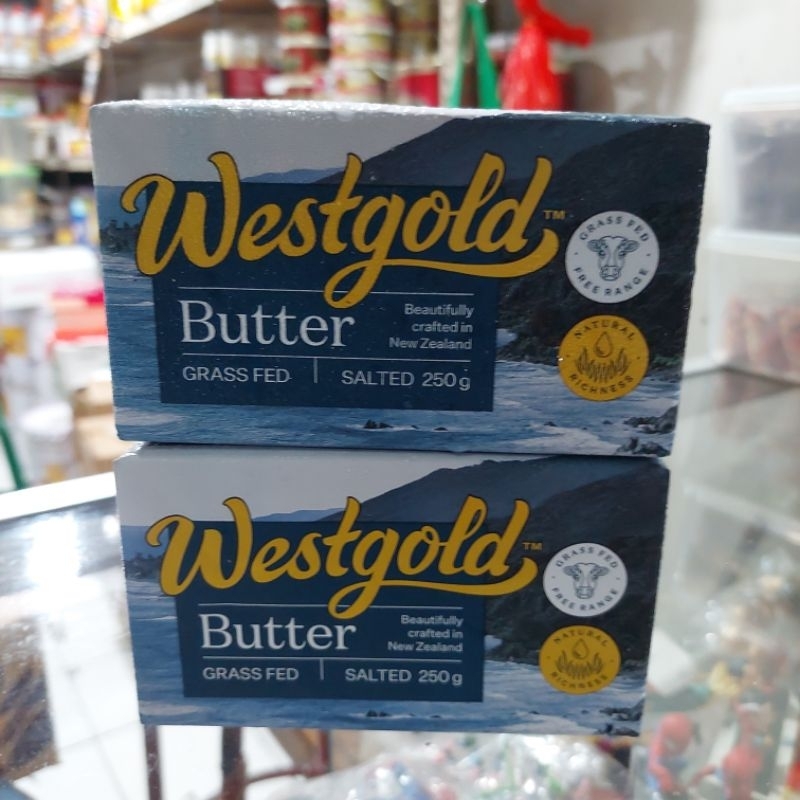 Westgold™
Butter
Beautifully
crafted in
New Zealand
GRASS FED
SALTED 250g
GRASS FED
FREE RANGE
NATURAL
RICHNESS
Westgold™
Butter
Beautifully
crafted in
New Zealand
GRASS FED
SALTED 250g
GRASS FED
FREE RANGE
NATURAL
RICHNESS